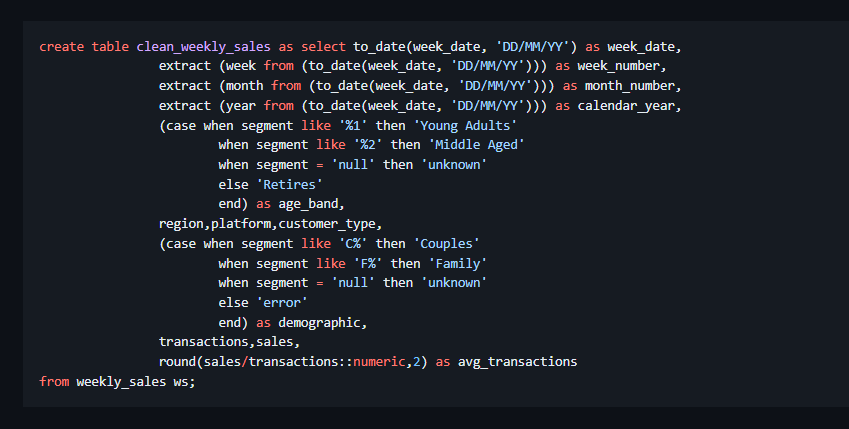 create table clean_weekly_sales as select to_date(week_date, 'DD/MM/YY') as week_date,
extract (week from (to_date(week_date, 'DD/MM/YY'))) as week_number,
extract (month from (to_date(week_date, 'DD/MM/YY'))) as month_number,
extract (year from (to_date(week_date, 'DD/MM/YY'))) as calendar_year,
(case when segment like '%1' then 'Young Adults'
when segment like '%2' then 'Middle Aged'
when segment = 'null' then 'unknown'
else 'Retires'
end) as age_band,
region,platform,customer_type,
(case when segment like 'C%' then 'Couples'
when segment like 'F%' then 'Family'
when segment = 'null' then 'unknown'
else 'error'
end) as demographic,
transactions,sales,
round(sales/transactions::numeric,2) as avg_transactions
from weekly_sales ws;